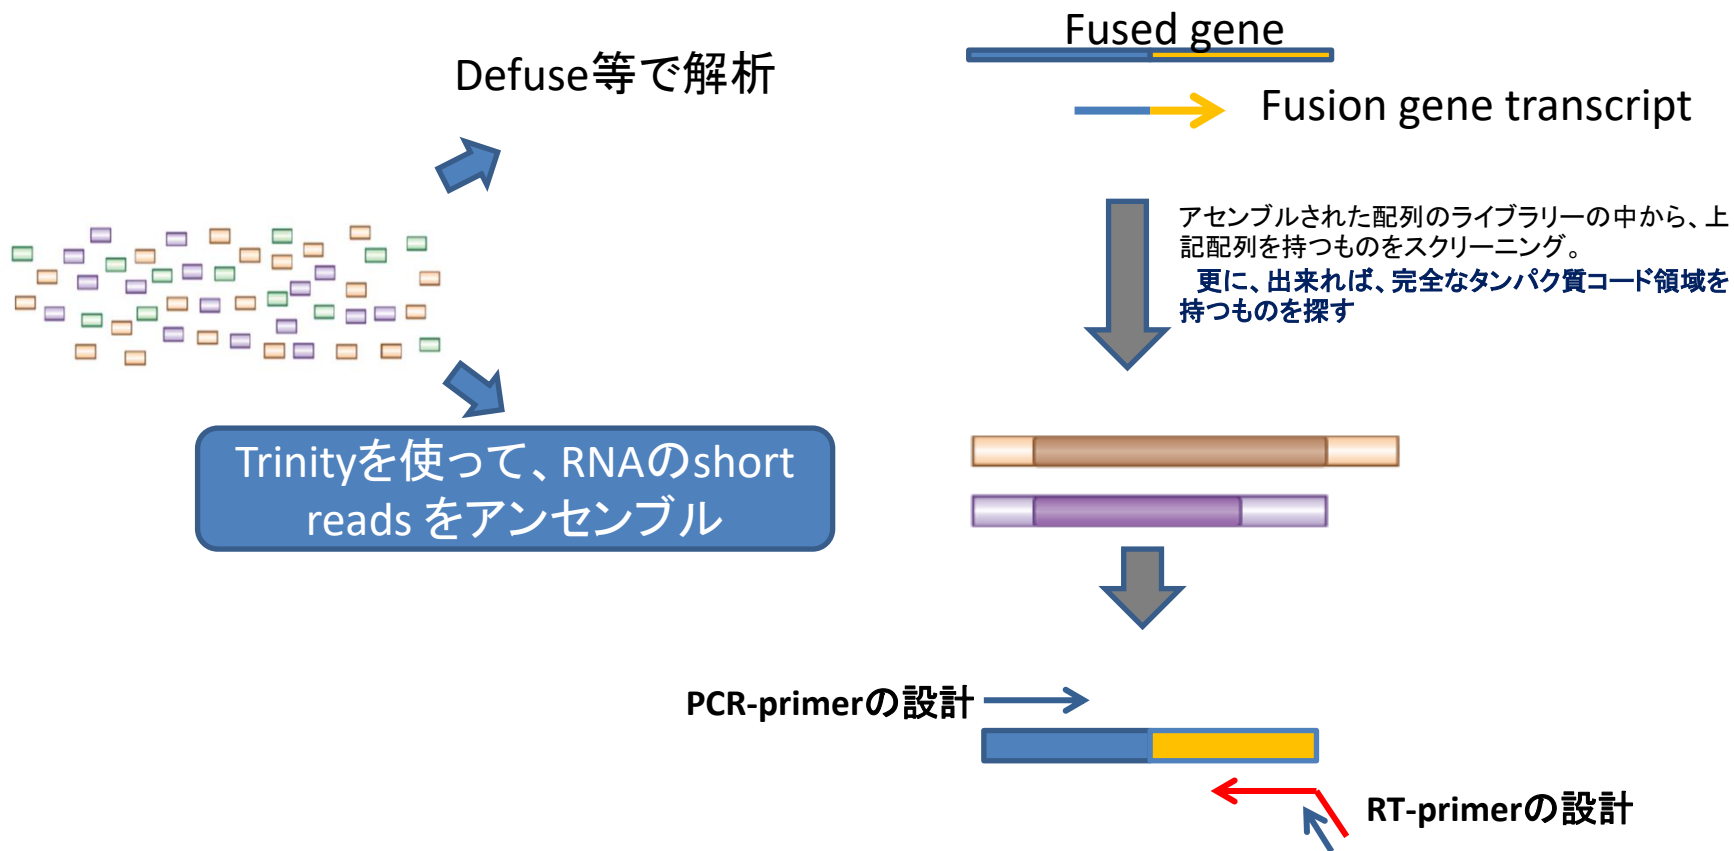 Defuse等で解析
Fused gene
Fusion gene transcript
アセンブルされた配列のライブラリーの中から、上
記配列を持つものをスクリーニング。
更に、出来れば、完全なタンパク質コード領域を
持つものを探す
Trinityを使って、RNAのshort
reads をアンセンブル
PCR-primerの設計
RT-primerの設計